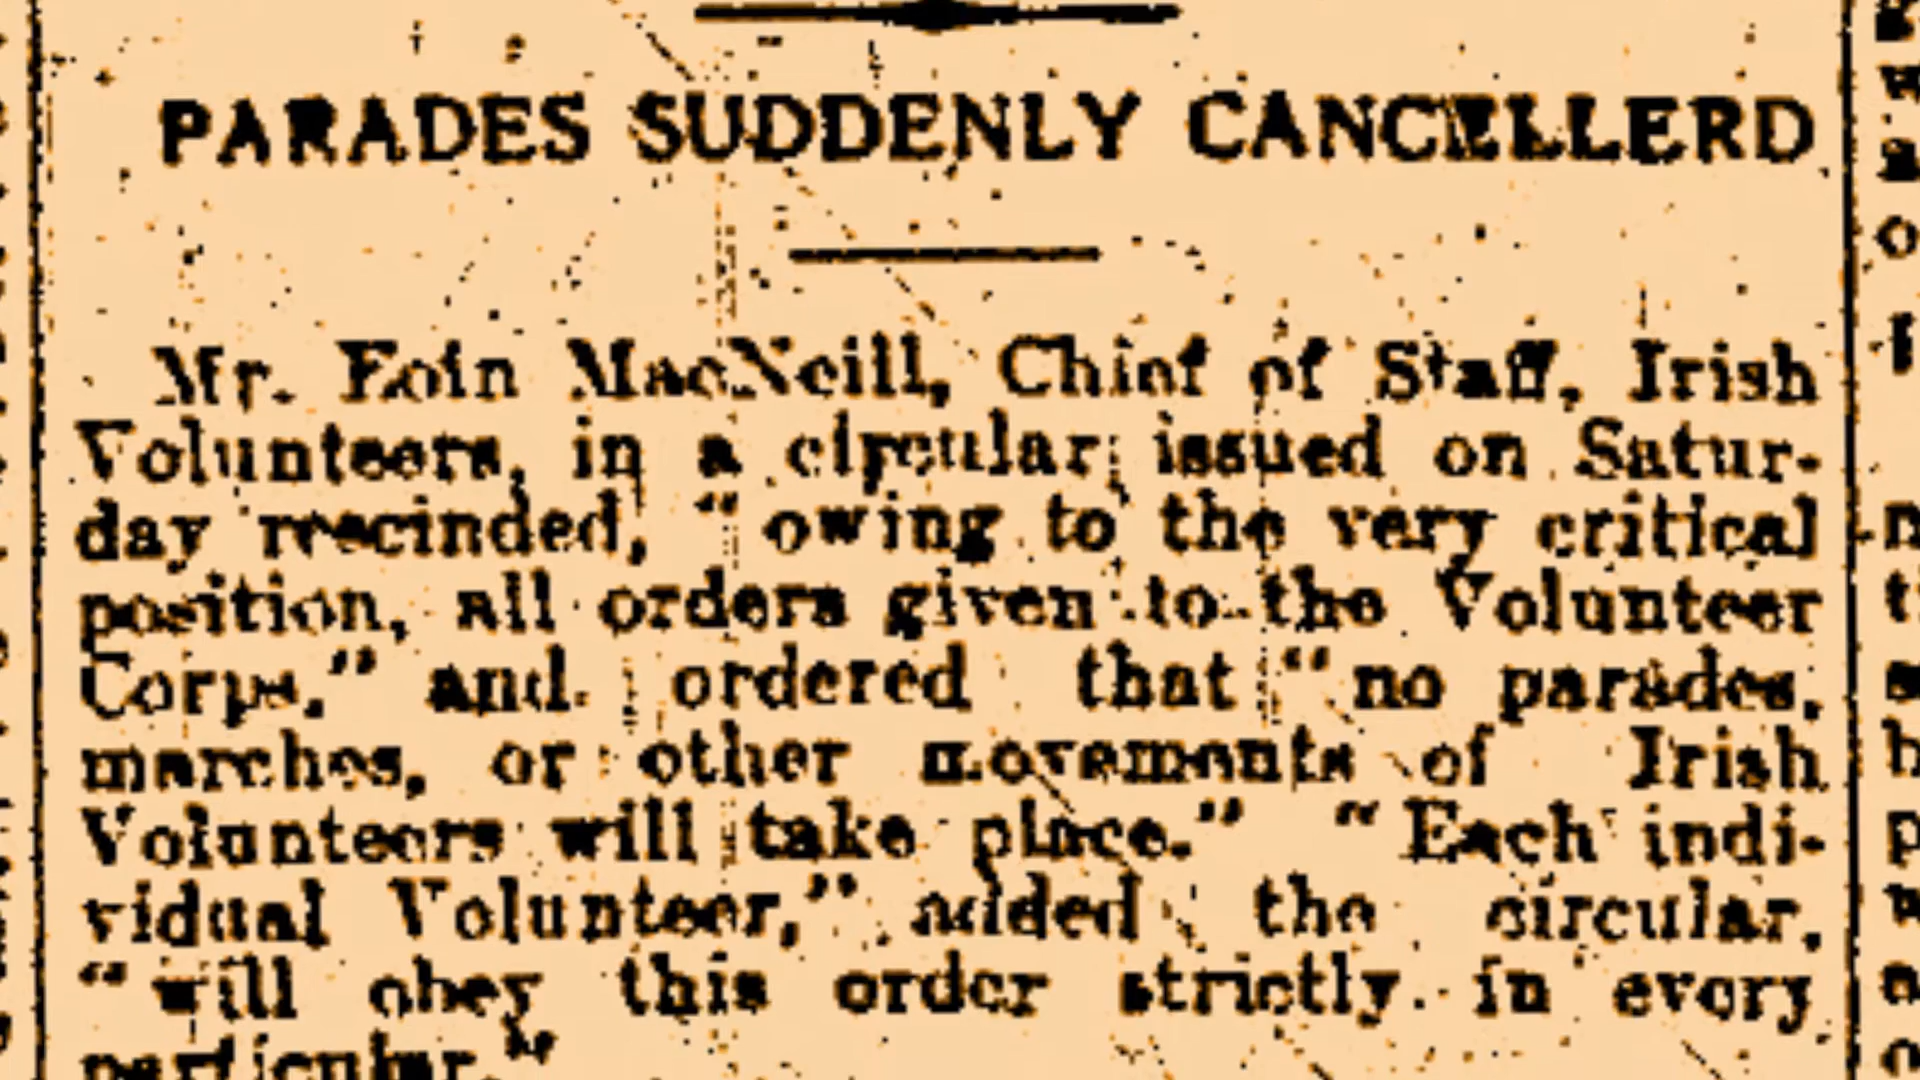 PARADES SUDDENLY CANCELLERD
Mr. Eoin MacNeill, Chief of Staff, Irish
Volunteers, in a circular issued on Satur-
day rescinded, "owing to the very critical
position, all orders given to the Volunteer
Corps," and ordered that "no parades,
marches, or other movements of Irish
Volunteers will take place." "Each indi-
vidual Volunteer," added the circular,
"will obey this order strictly in every
particular."